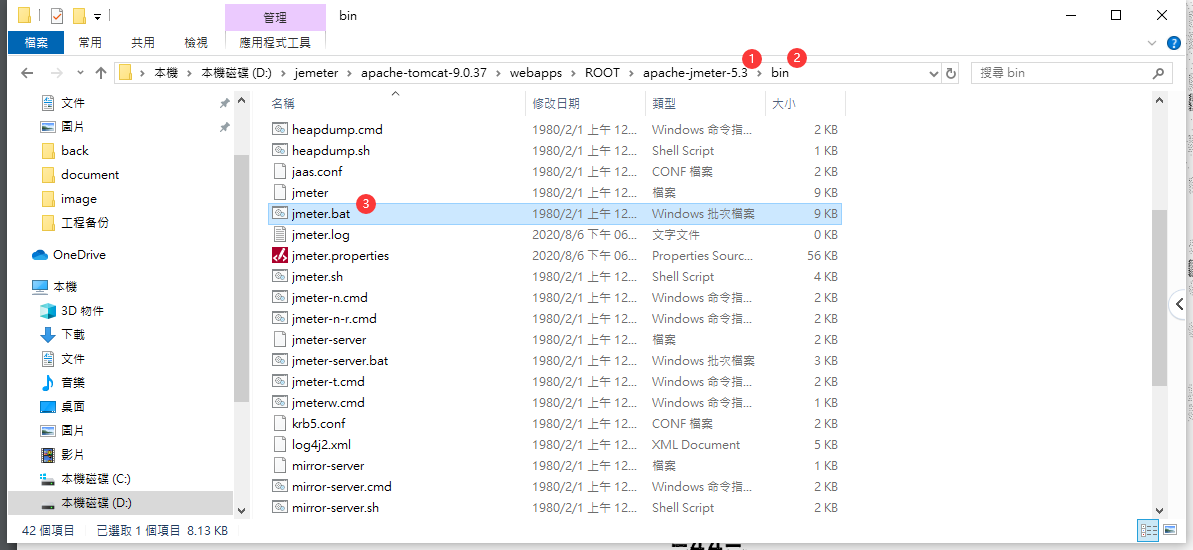 管理
bin
檔案
常用
共用
檢視
應用程式工具
本機 › 本機磁碟 (D:) › jemeter › apache-tomcat-9.0.37 › webapps › ROOT › apache-jmeter-5.3 › bin
1
2
搜尋 bin
名稱
修改日期
類型
大小
文件
圖片
back
document
image
工程備份
OneDrive
本機
3D 物件
下載
文件
音樂
桌面
圖片
影片
本機磁碟 (C:)
本機磁碟 (D:)
heapdump.cmd 1980/2/1 上午 12... Windows 命令指... 2 KB
heapdump.sh 1980/2/1 上午 12... Shell Script 1 KB
jaas.conf 1980/2/1 上午 12... CONF 檔案 2 KB
jmeter 1980/2/1 上午 12... 檔案 9 KB
3
jmeter.bat 1980/2/1 上午 12... Windows 批次檔案 9 KB
jmeter.log 2020/8/6 下午 06... 文字文件 0 KB
jmeter.properties 2020/8/6 下午 06... Properties Sourc... 56 KB
jmeter.sh 1980/2/1 上午 12... Shell Script 4 KB
jmeter-n.cmd 1980/2/1 上午 12... Windows 命令指... 2 KB
jmeter-n-r.cmd 1980/2/1 上午 12... Windows 命令指... 2 KB
jmeter-server 1980/2/1 上午 12... 檔案 2 KB
jmeter-server.bat 1980/2/1 上午 12... Windows 批次檔案 3 KB
jmeter-t.cmd 1980/2/1 上午 12... Windows 命令指... 2 KB
jmeterw.cmd 1980/2/1 上午 12... Windows 命令指... 1 KB
krb5.conf 1980/2/1 上午 12... CONF 檔案 2 KB
log4j2.xml 1980/2/1 上午 12... XML Document 5 KB
mirror-server 1980/2/1 上午 12... 檔案 1 KB
mirror-server.cmd 1980/2/1 上午 12... Windows 命令指... 2 KB
mirror-server.sh 1980/2/1 上午 12... Shell Script 2 KB
42 個項目
已選取 1 個項目 8.13 KB